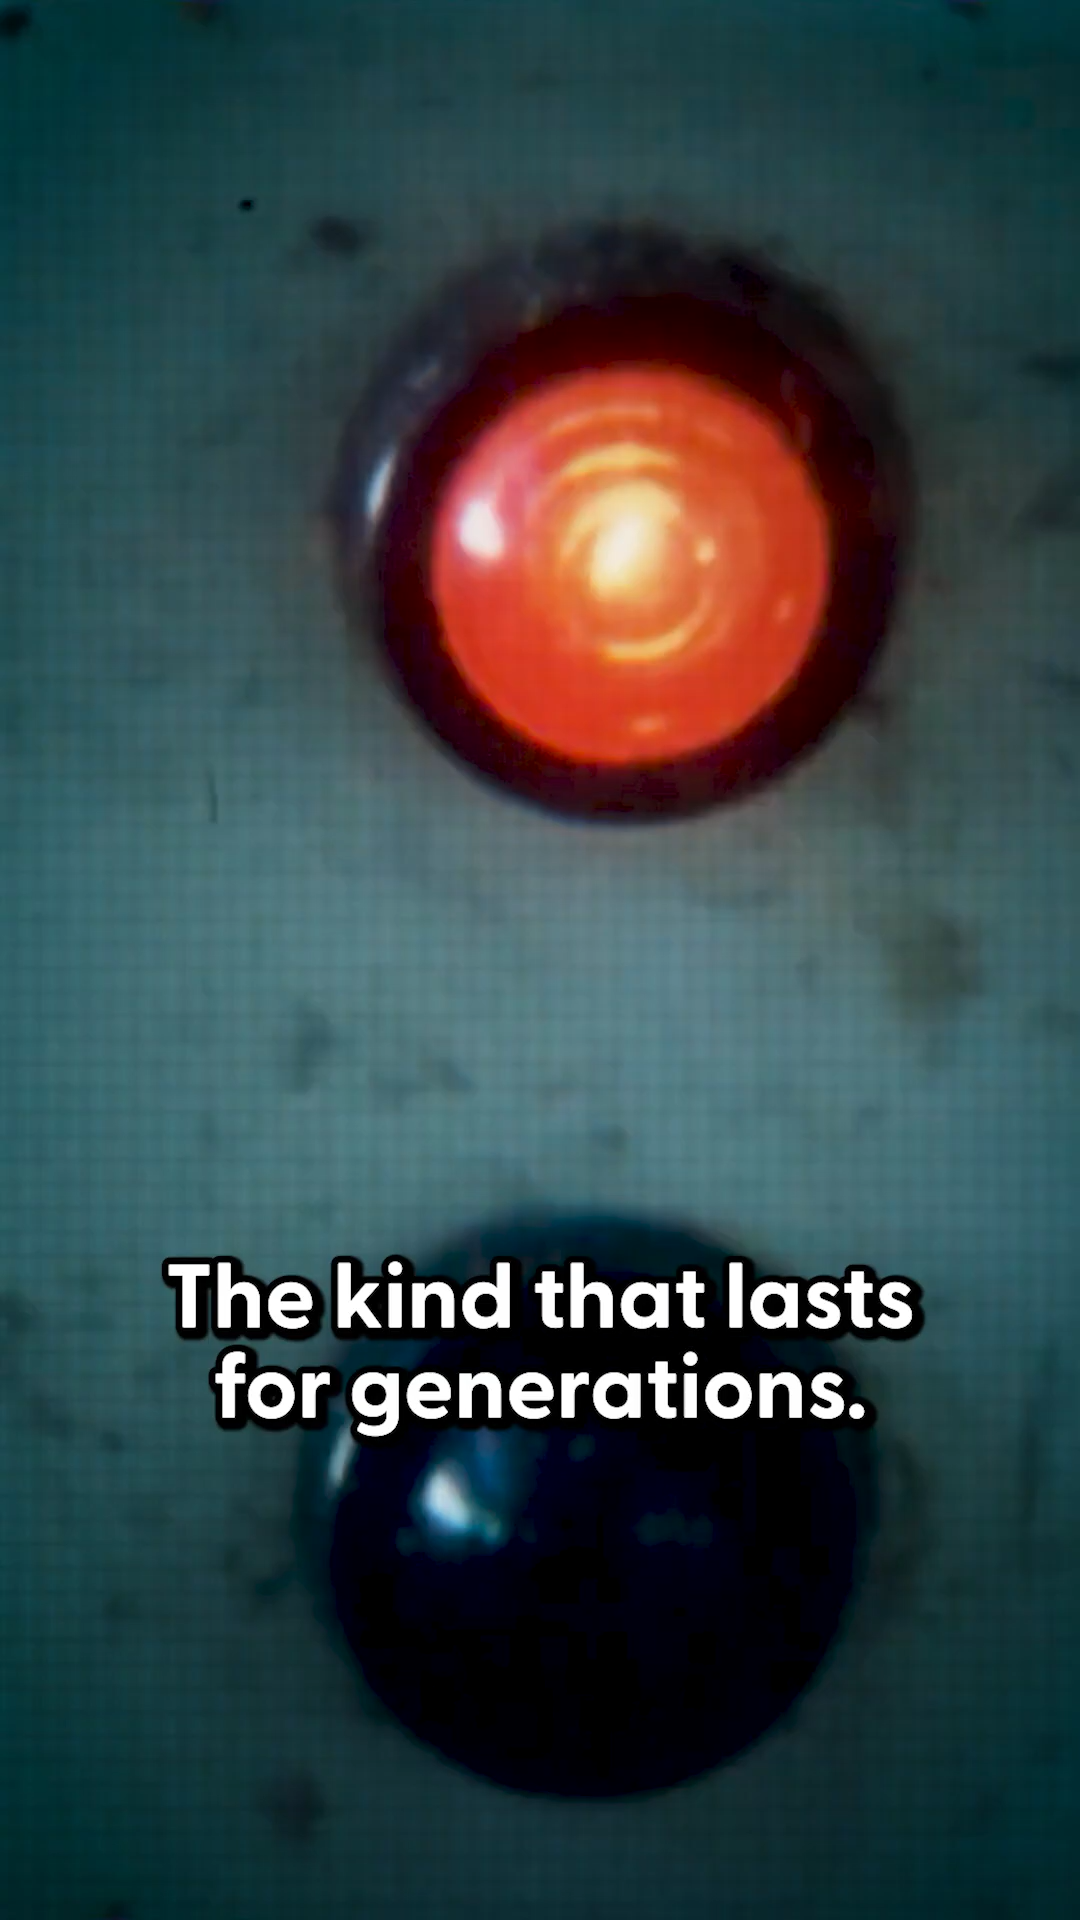 The kind that lasts
for generations.